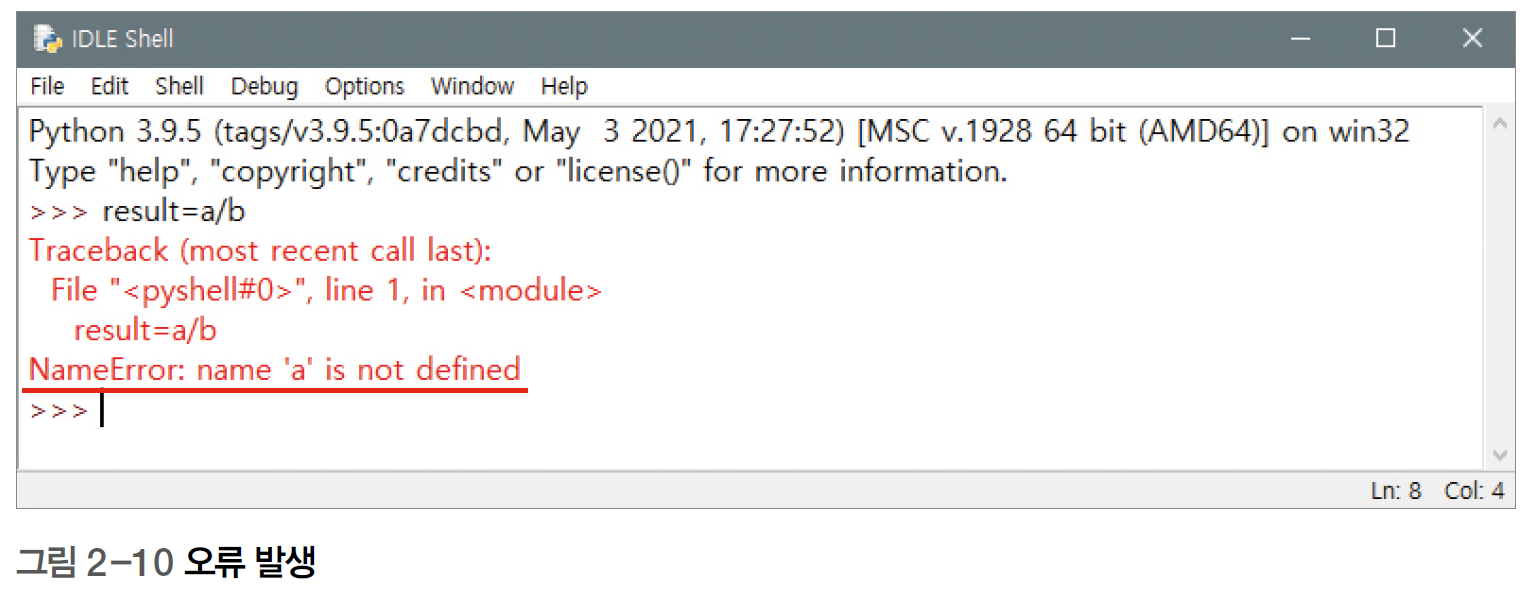 IDLE Shell
File Edit Shell Debug Options Window Help
Python 3.9.5 (tags/v3.9.5:0a7dcbd, May  3 2021, 17:27:52) [MSC v.1928 64 bit (AMD64)] on win32
Type "help", "copyright", "credits" or "license()" for more information.
>>> result=a/b
Traceback (most recent call last):
  File "<pyshell#0>", line 1, in <module>
    result=a/b
NameError: name 'a' is not defined
>>>
Ln: 8 Col: 4
그림 2-10 오류 발생